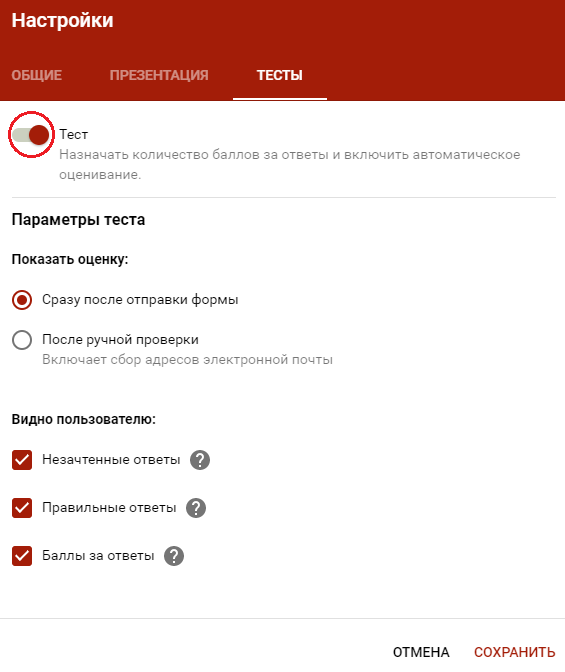 Настройки
ОБЩИЕ ПРЕЗЕНТАЦИЯ ТЕСТЫ
Тест
Назначать количество баллов за ответы и включить автоматическое
оценивание.
Параметры теста
Показать оценку:
Сразу после отправки формы
После ручной проверки
Включает сбор адресов электронной почты
Видно пользователю:
Незачтенные ответы ?
Правильные ответы ?
Баллы за ответы ?
ОТМЕНА СОХРАНИТЬ